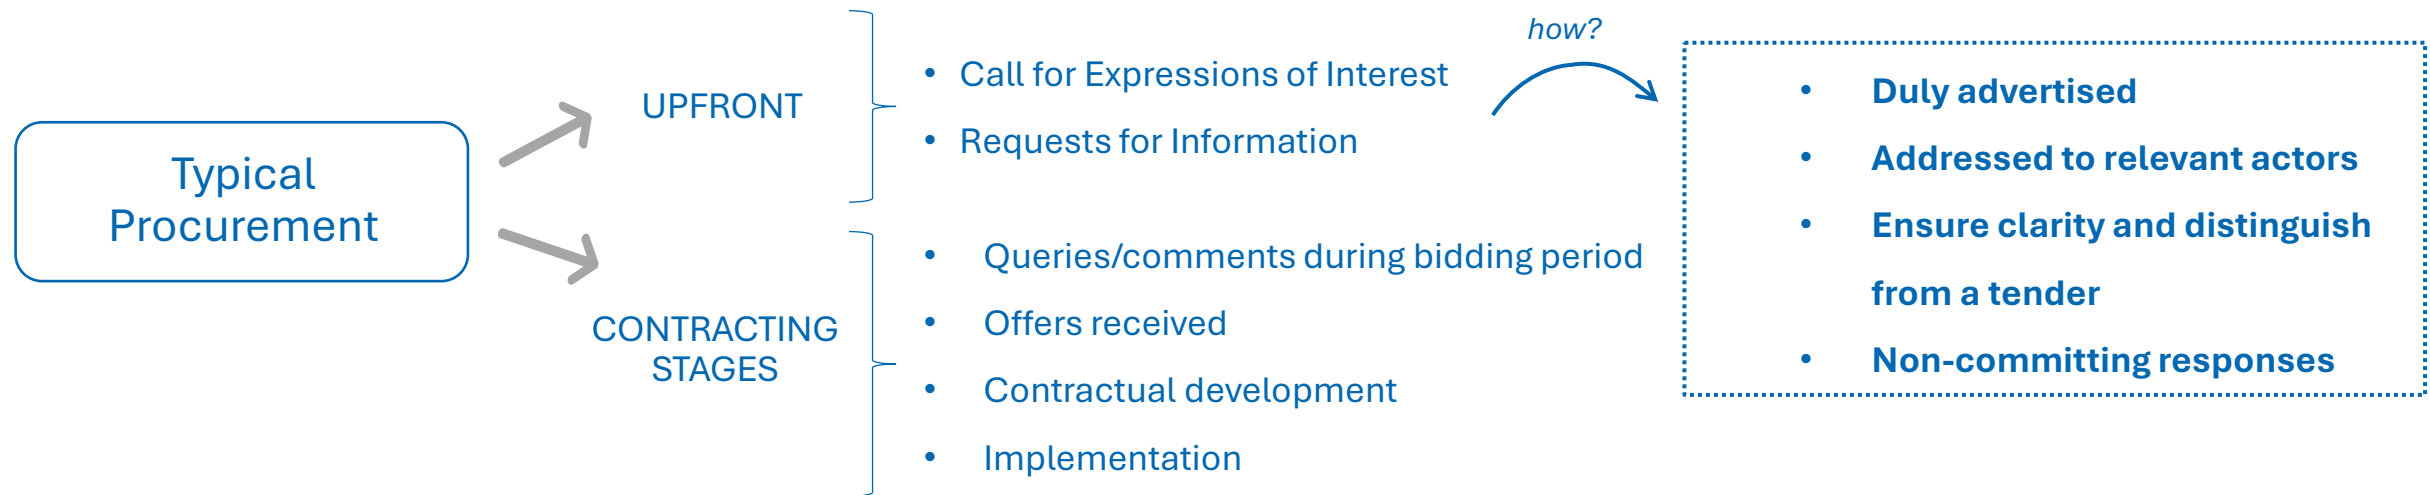 Typical
Procurement
UPFRONT
• Call for Expressions of Interest
• Requests for Information
how?
• Duly advertised
• Addressed to relevant actors
• Ensure clarity and distinguish
from a tender
• Non-committing responses
CONTRACTING
STAGES
• Queries/comments during bidding period
• Offers received
• Contractual development
• Implementation